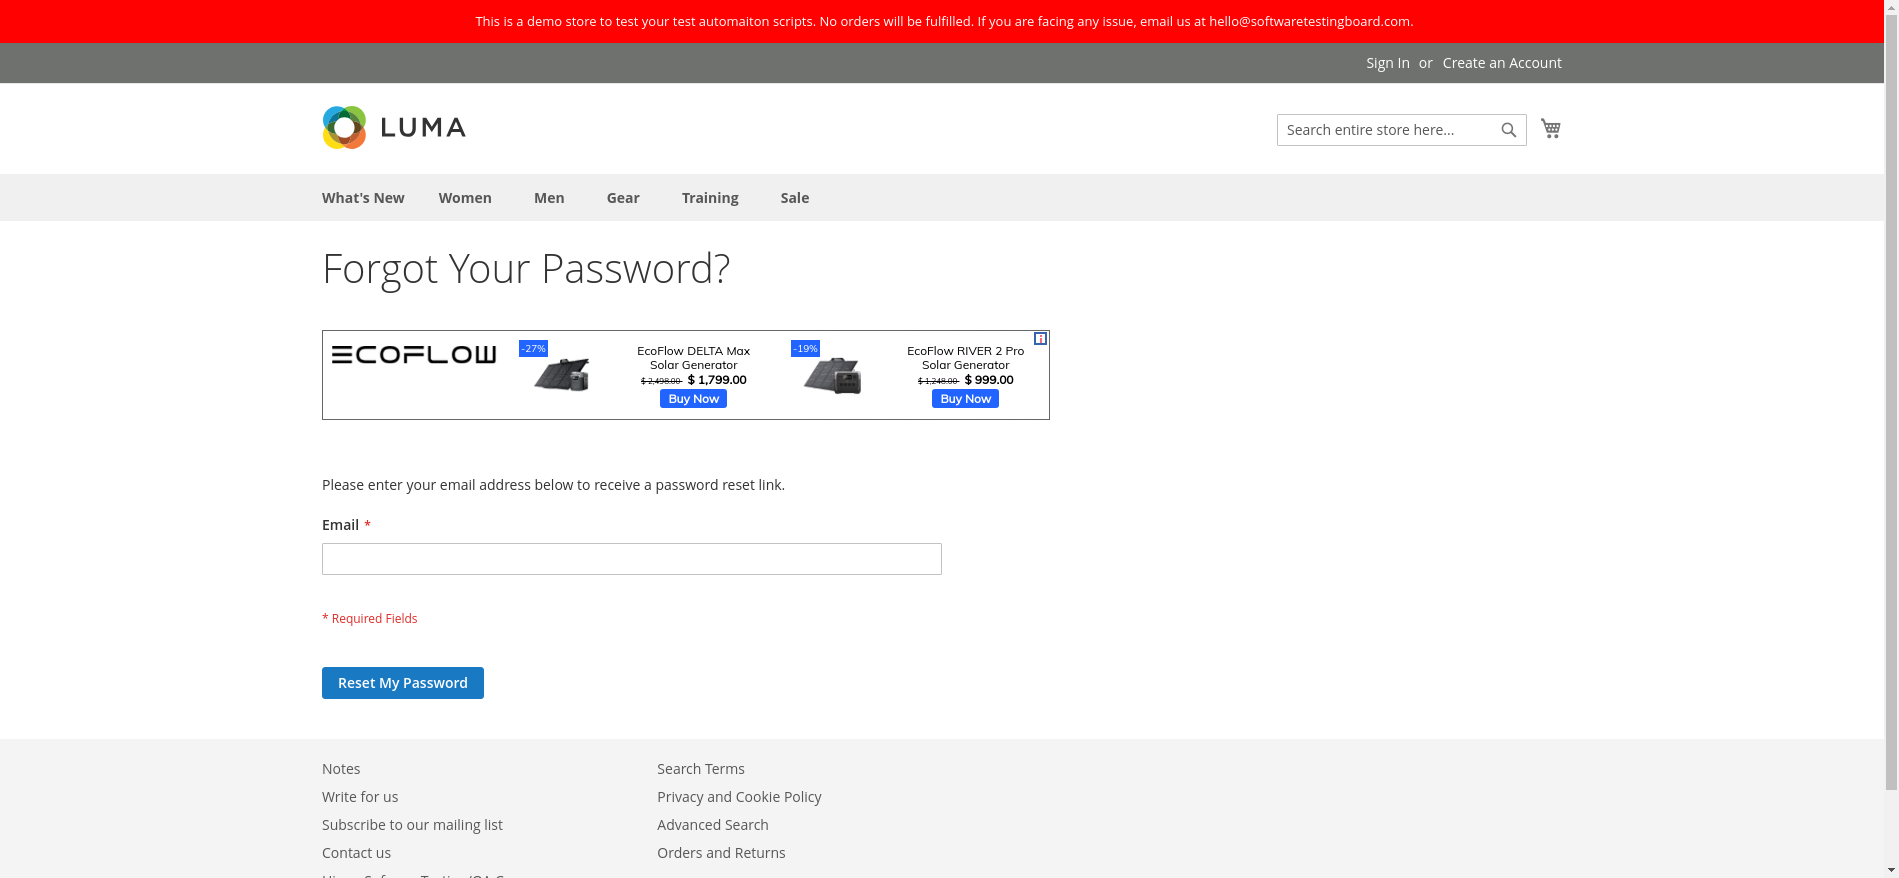 This is a demo store to test your test automaiton scripts. No orders will be fulfilled. If you are facing any issue, email us at hello@softwaretestingboard.com.
Sign In or Create an Account
LUMA
Search entire store here...
What's New Women Men Gear Training Sale
Forgot Your Password?
ECOFLOW
-27%
EcoFlow DELTA Max
Solar Generator
$ 2,498.00 $ 1,799.00
Buy Now
-19%
EcoFlow RIVER 2 Pro
Solar Generator
$ 1,248.00 $ 999.00
Buy Now
Please enter your email address below to receive a password reset link.
Email *
* Required Fields
Reset My Password
Notes
Write for us
Subscribe to our mailing list
Contact us
Search Terms
Privacy and Cookie Policy
Advanced Search
Orders and Returns